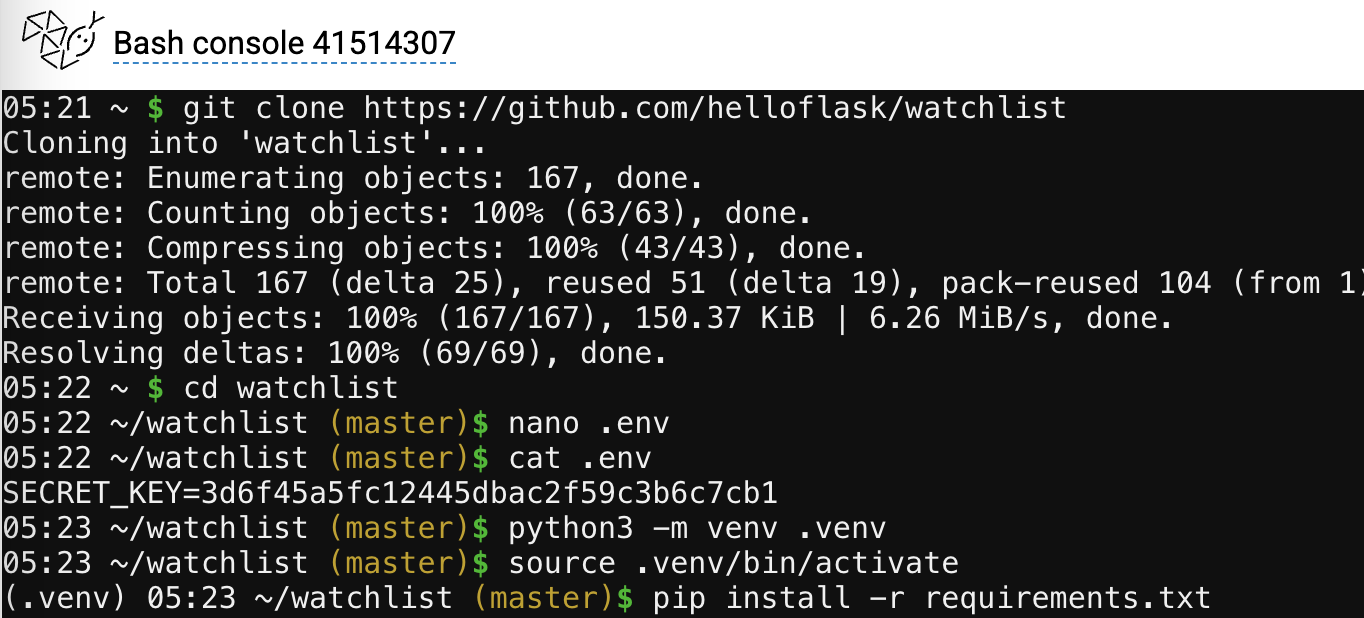 Bash console 41514307
05:21 ~ $ git clone https://github.com/helloflask/watchlist
Cloning into 'watchlist'...
remote: Enumerating objects: 167, done.
remote: Counting objects: 100% (63/63), done.
remote: Compressing objects: 100% (43/43), done.
remote: Total 167 (delta 25), reused 51 (delta 19), pack-reused 104 (from 1)
Receiving objects: 100% (167/167), 150.37 KiB | 6.26 MiB/s, done.
Resolving deltas: 100% (69/69), done.
05:22 ~ $ cd watchlist
05:22 ~/watchlist (master)$ nano .env
05:22 ~/watchlist (master)$ cat .env
SECRET_KEY=3d6f45a5fc12445dbac2f59c3b6c7cb1
05:23 ~/watchlist (master)$ python3 -m venv .venv
05:23 ~/watchlist (master)$ source .venv/bin/activate
(.venv) 05:23 ~/watchlist (master)$ pip install -r requirements.txt